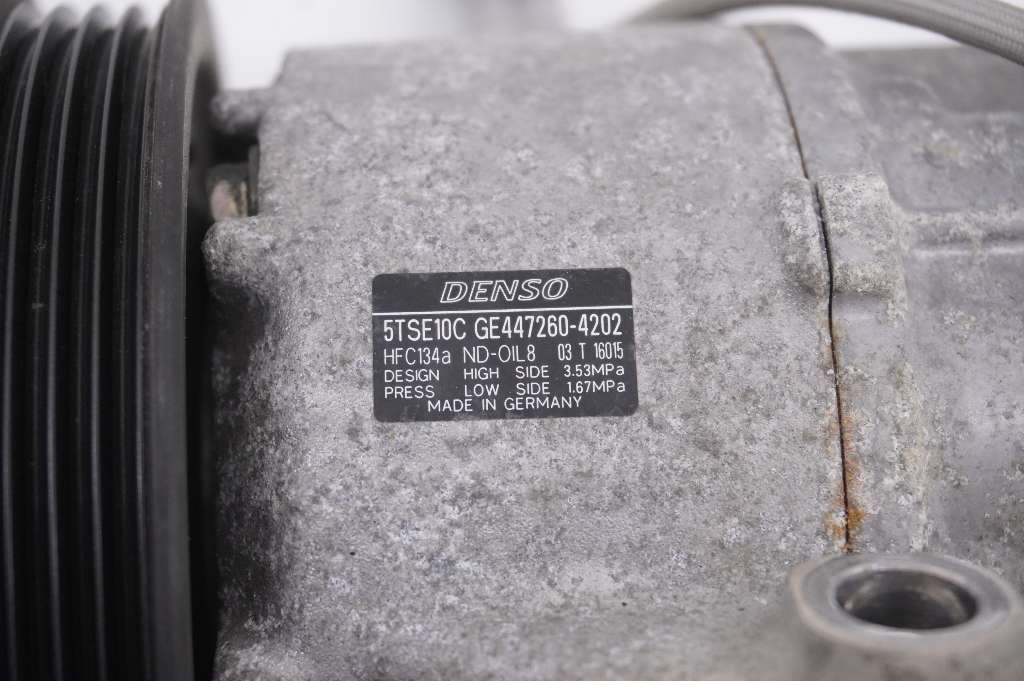 DENSO
5TSE10C GE447260-4202
HFC134a ND-OIL8 03 T 16015
DESIGN HIGH SIDE 3.53MPa
PRESS LOW SIDE 1.67MPa
MADE IN GERMANY